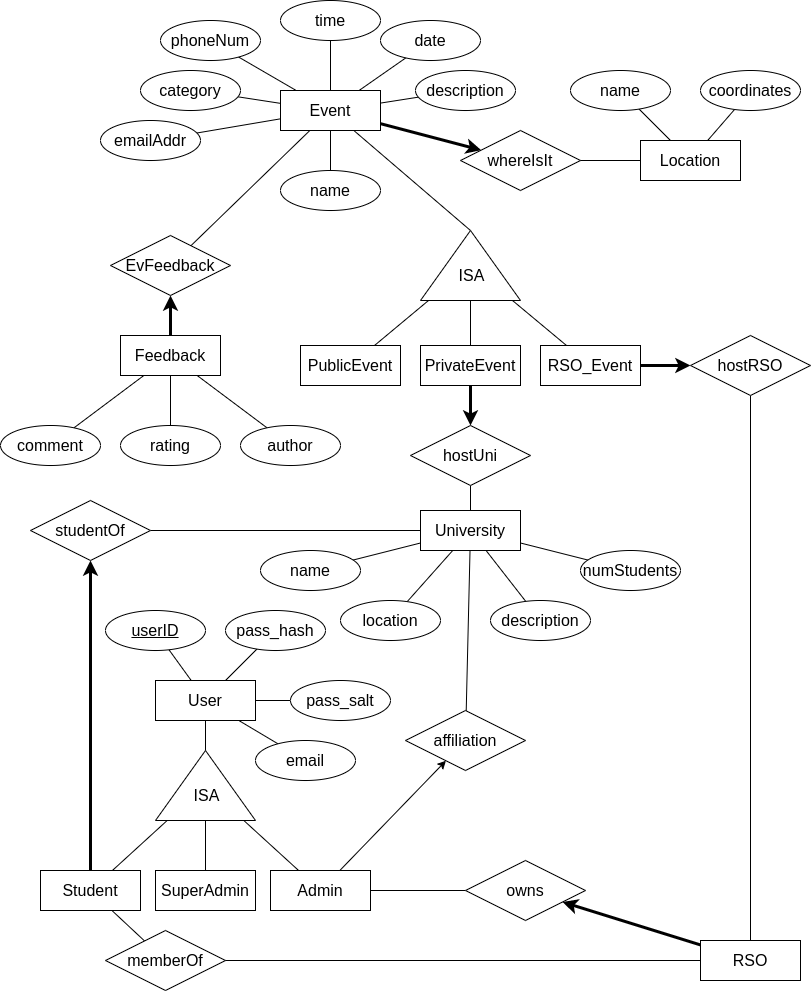 time
phoneNum
date
category
description
name
coordinates
Event
emailAddr
whereIsIt
Location
name
EvFeedback
ISA
Feedback
PublicEvent
PrivateEvent
RSO_Event
hostRSO
comment
rating
author
hostUni
studentOf
University
name
numStudents
location
description
userID
pass_hash
User
pass_salt
affiliation
email
ISA
Student
SuperAdmin
Admin
owns
memberOf
RSO